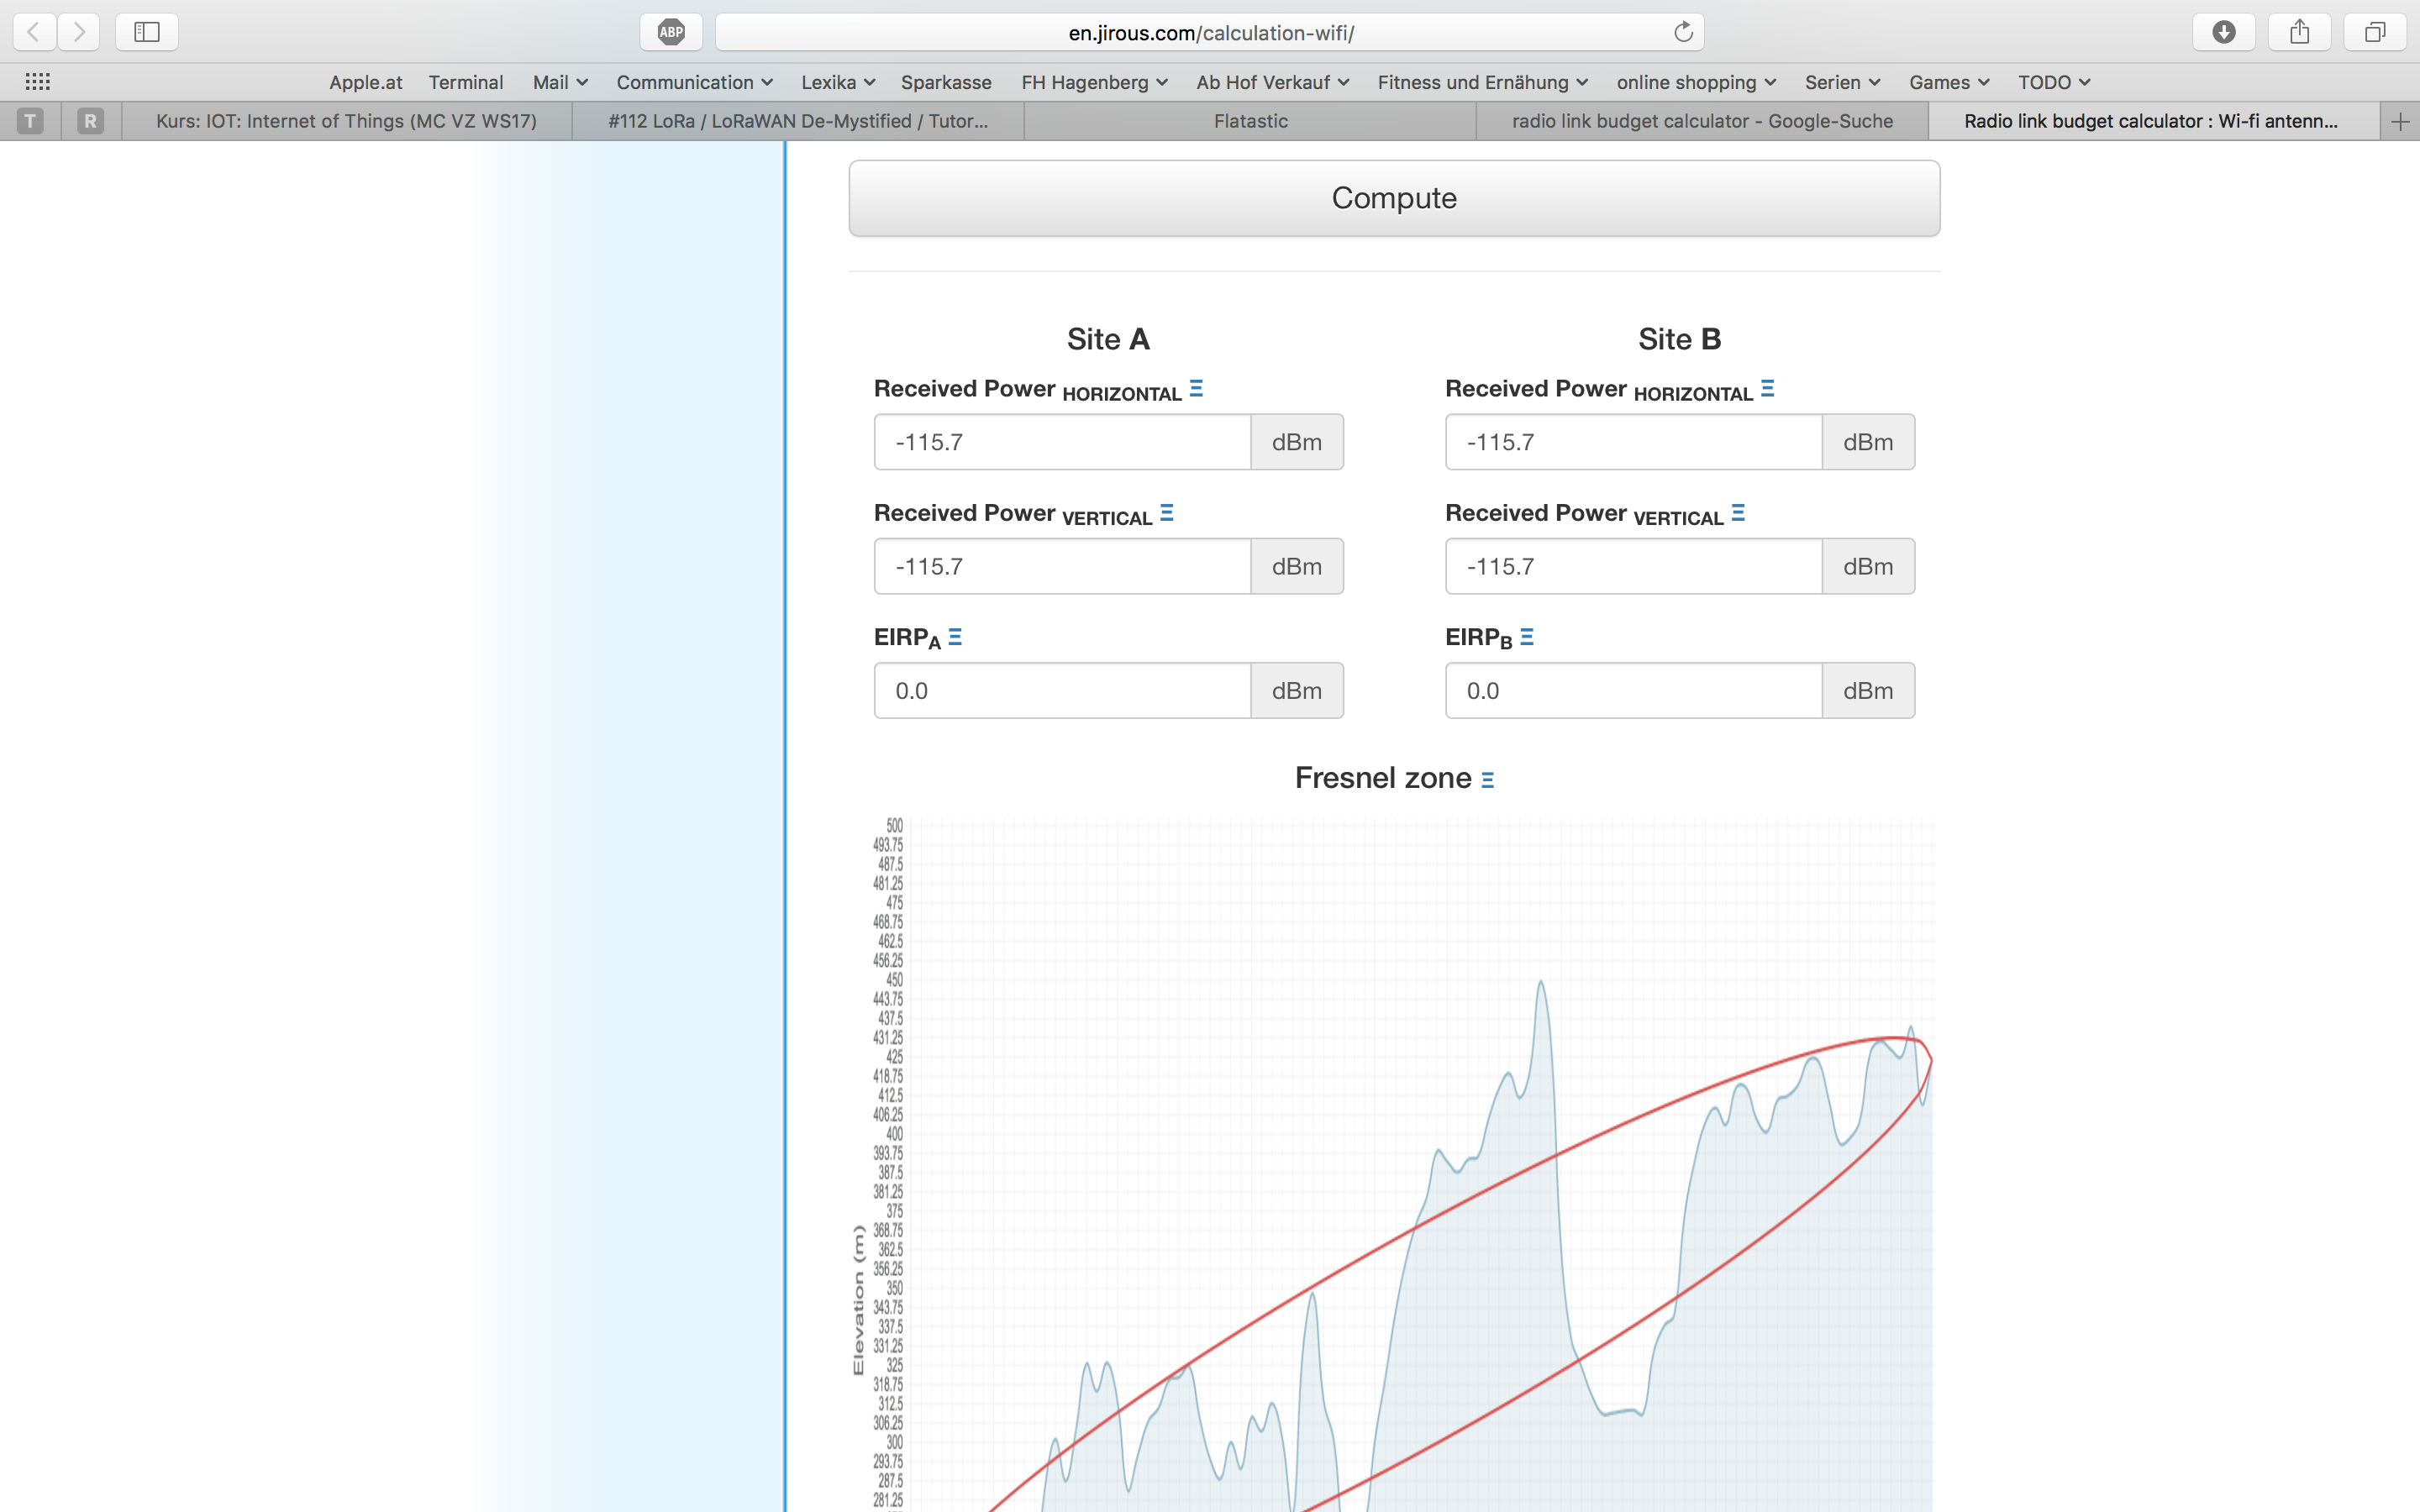 ABP
en.jirous.com/calculation-wifi/
Apple.at Terminal Mail Communication Lexika Sparkasse FH Hagenberg Ab Hof Verkauf Fitness und Ernährung online shopping Serien Games TODO
T R Kurs: IOT: Internet of Things (MC VZ WS17) #112 LoRa / LoRaWAN De-Mystified / Tutor... Flatastic radio link budget calculator - Google-Suche Radio link budget calculator : Wi-fi antenn... +
Compute
Site A Site B
Received Power HORIZONTAL Ξ Received Power HORIZONTAL Ξ
-115.7 dBm -115.7 dBm
Received Power VERTICAL Ξ Received Power VERTICAL Ξ
-115.7 dBm -115.7 dBm
EIRPA Ξ EIRPB Ξ
0.0 dBm 0.0 dBm
Fresnel zone Ξ
500
493.75
487.5
481.25
475
468.75
462.5
456.25
450
443.75
437.5
431.25
425
418.75
412.5
406.25
400
393.75
387.5
381.25
375
368.75
362.5
356.25
350
343.75
337.5
331.25
325
318.75
312.5
306.25
300
293.75
287.5
281.25
Elevation (m)